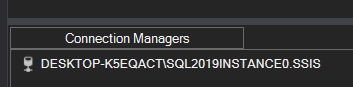 Connection Managers
DESKTOP-K5EQACT\SQL2019INSTANCE0.SSIS